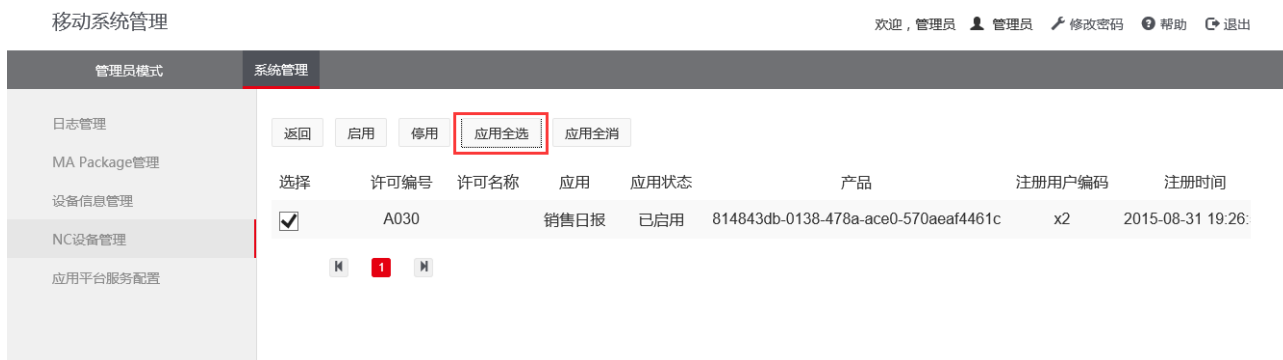 移动系统管理
欢迎，管理员 管理员 修改密码 帮助 退出
管理员模式 系统管理
日志管理
MA Package管理
设备信息管理
NC设备管理
应用平台服务配置
返回 启用 停用 应用全选 应用全消
选择 许可编号 许可名称 应用 应用状态 产品 注册用户编码 注册时间
A030 销售日报 已启用 814843db-0138-478a-ace0-570aeaf4461c x2 2015-08-31 19:26:
1